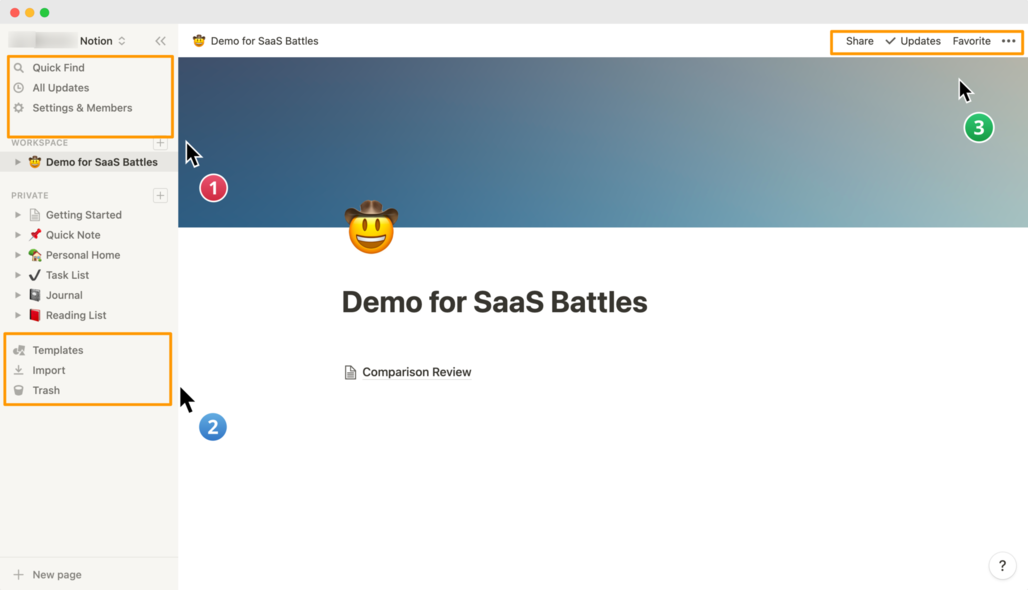 Notion
Demo for SaaS Battles
Share Updates Favorite •••
Quick Find
All Updates
Settings & Members
WORKSPACE
Demo for SaaS Battles
PRIVATE
Getting Started
Quick Note
Personal Home
Task List
Journal
Reading List
Templates
Import
Trash
New page
1
2
3
Demo for SaaS Battles
Comparison Review
?